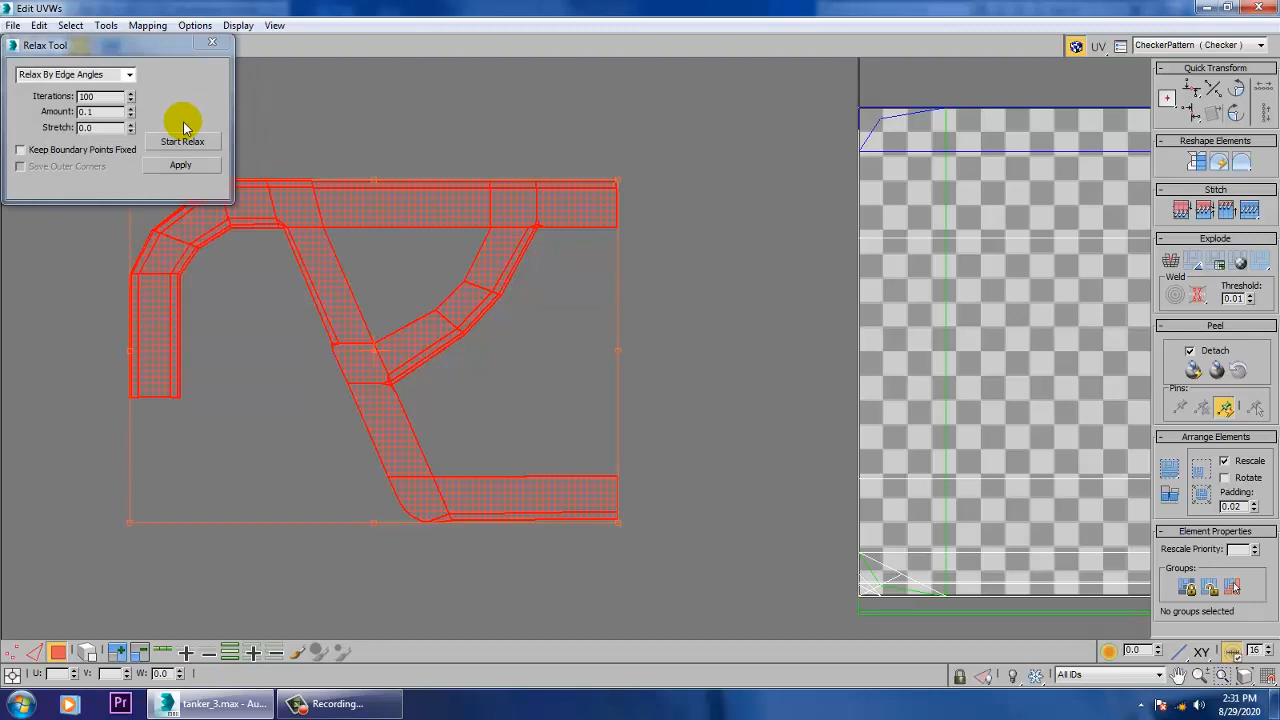 Edit UVWs
File Edit Select Tools Mapping Options Display View
Relax Tool
UV CheckerPattern ( Checker )
Relax By Edge Angles
Iterations: 100
Amount: 0.1
Stretch: 0.0
Start Relax
Keep Boundary Points Fixed
Save Outer Corners
Apply
Quick Transform
Reshape Elements
Stitch
Explode
Weld
Threshold:
0.01
Peel
Detach
Pins:
Arrange Elements
Rescale
Rotate
Padding:
0.02
Element Properties
Rescale Priority:
Groups:
No groups selected
0.0 XY 16
U: V: W: 0.0
All IDs
Pr tanker_3.max - Au... Recording...
2:31 PM
8/29/2020